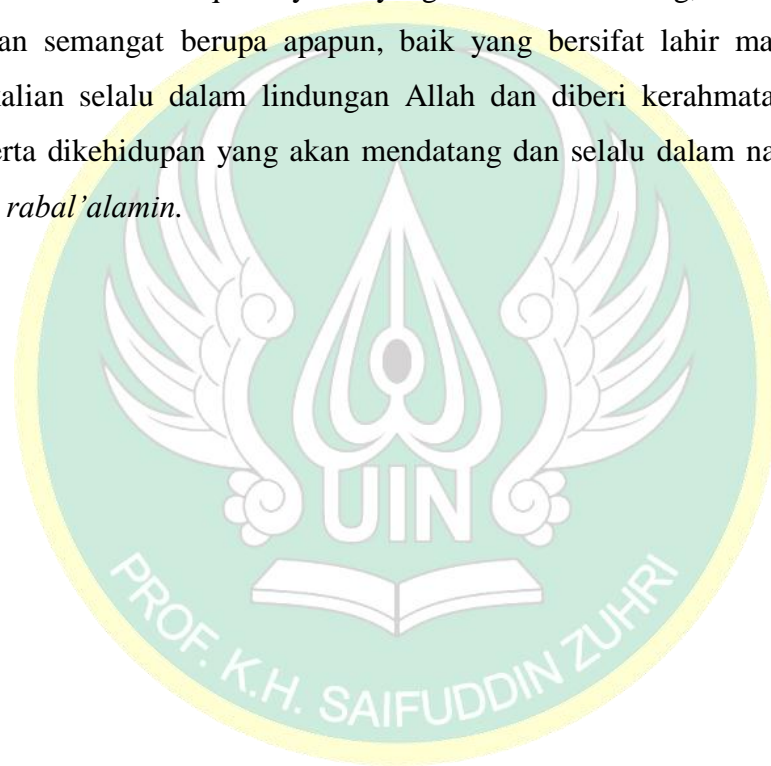 an semangat berupa apapun, baik yang bersifat lahir ma
kalian selalu dalam lindungan Allah dan diberi kerahmata
erta dikehidupan yang akan mendatang dan selalu dalam na
rabal’alamin.
UIN
PROF. K.H. SAIFUDDIN ZUHRI